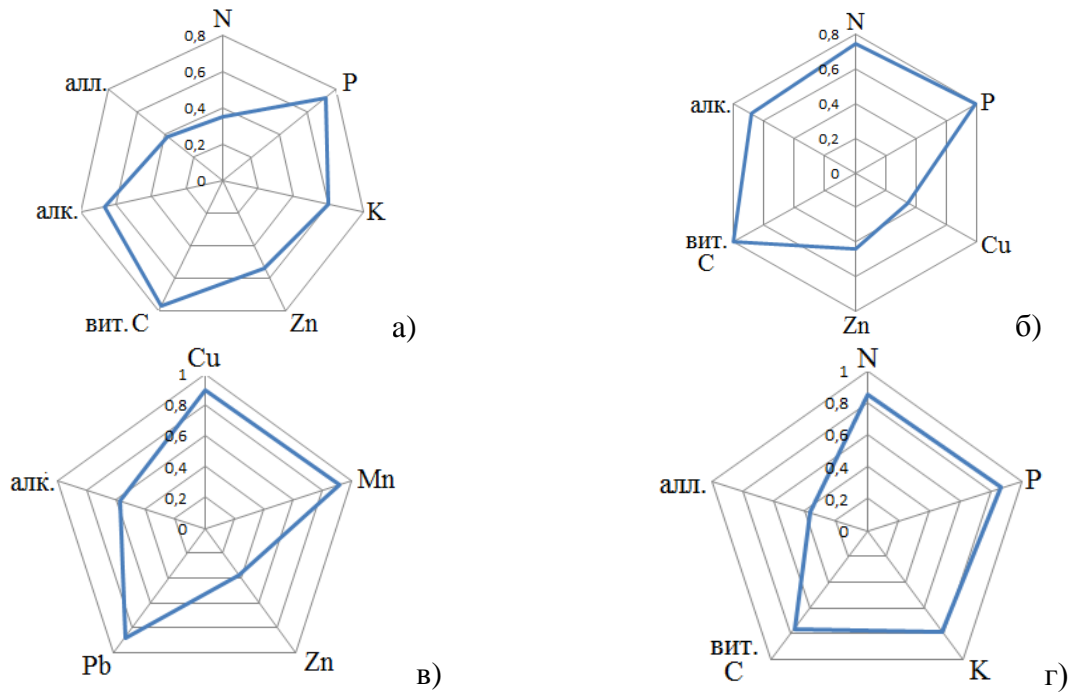 N
0,8
0,6
0,4
0,2
0
P
K
Zn
вит. С
алк.
алл.
а)
N
0,8
0,6
0,4
0,2
0
P
Cu
Zn
вит.
С
алк.
б)
Cu
1
0,8
0,6
0,4
0,2
0
Mn
Zn
Pb
алк.
в)
N
1
0,8
0,6
0,4
0,2
0
P
K
вит.
С
алл.
г)